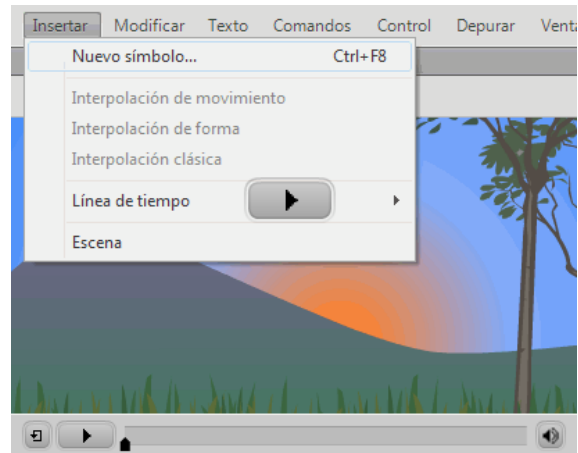 Insertar Modificar Texto Comandos Control Depurar
Nuevo símbolo... Ctrl+F8
Interpolación de movimiento
Interpolación de forma
Interpolación clásica
Línea de tiempo
Escena